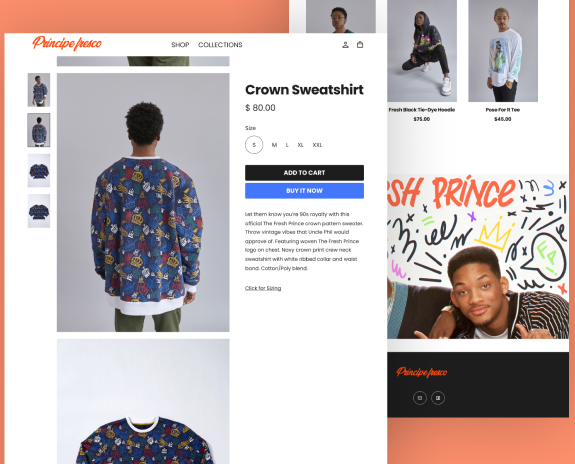 Principe fresco
SHOP COLLECTIONS
Crown Sweatshirt
$ 80.00
Size
S M L XL XXL
ADD TO CART
BUY IT NOW
Let them know you're 90s royalty with this
official The Fresh Prince crown pattern sweater.
Throw vintage vibes that Uncle Phil would
approve of. Featuring woven The Fresh Prince
logo on chest. Navy crown print crew neck
sweatshirt with white ribbed collar and waist
band. Cotton/Poly blend.
Click for Sizing
Fresh Black Tie-Dye Hoodie
$75.00
Pose For It Tee
$45.00
SH PRINCE
Principe fresco